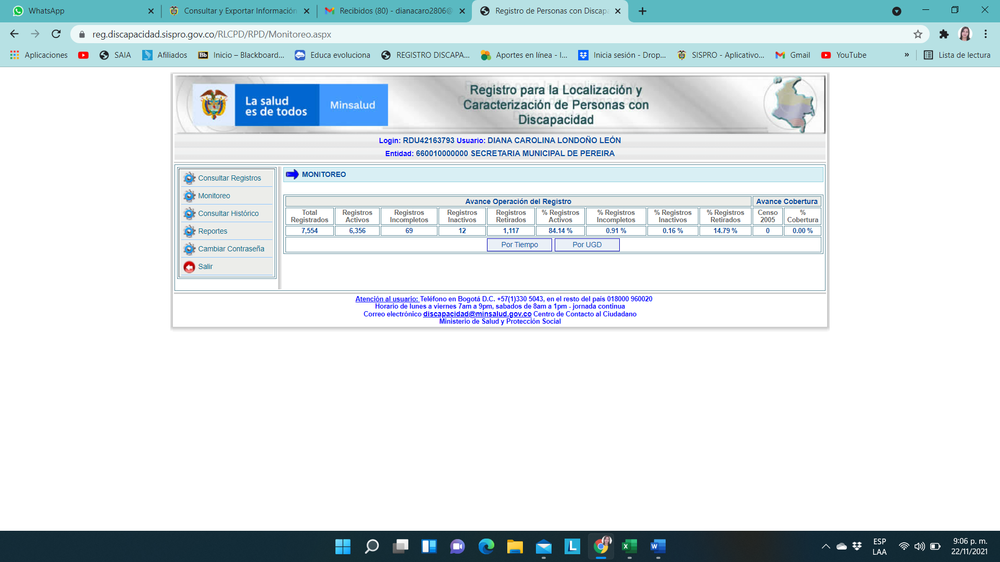 WhatsApp
Consultar y Exportar Información
Recibidos (80) - dianacaro2806@
Registro de Personas con Discapa
reg.discapacidad.sispro.gov.co/RLCPD/RPD/Monitoreo.aspx
Aplicaciones
SAIA
Afiliados
Bb Inicio – Blackboard...
Educa evoluciona
REGISTRO DISCAPA...
Aportes en línea - I...
Inicia sesión - Drop...
SISPRO - Aplicativo...
Gmail
YouTube
»
Lista de lectura
La salud
es de todos
Minsalud
Registro para la Localización y
Caracterización de Personas con
Discapacidad
Login: RDU42163793 Usuario: DIANA CAROLINA LONDOÑO LEÓN
Entidad: 660010000000 SECRETARIA MUNICIPAL DE PEREIRA
Consultar Registros
Monitoreo
Consultar Histórico
Reportes
Cambiar Contraseña
Salir
MONITOREO
Avance Operación del Registro Avance Cobertura
Total Registrados Registros Activos Registros Incompletos Registros Inactivos Registros Retirados % Registros Activos % Registros Incompletos % Registros Inactivos % Registros Retirados Censo 2005 % Cobertura
7,554 6,356 69 12 1,117 84.14 % 0.91 % 0.16 % 14.79 % 0 0.00 %
Por Tiempo Por UGD
Atención al usuario: Teléfono en Bogotá D.C. +57(1)330 5043, en el resto del país 018000 960020
Horario de lunes a viernes 7am a 9pm, sabados de 8am a 1pm - jornada continua
Correo electrónico discapacidad@minsalud.gov.co Centro de Contacto al Ciudadano
Ministerio de Salud y Protección Social
ESP
LAA
9:06 p. m.
22/11/2021